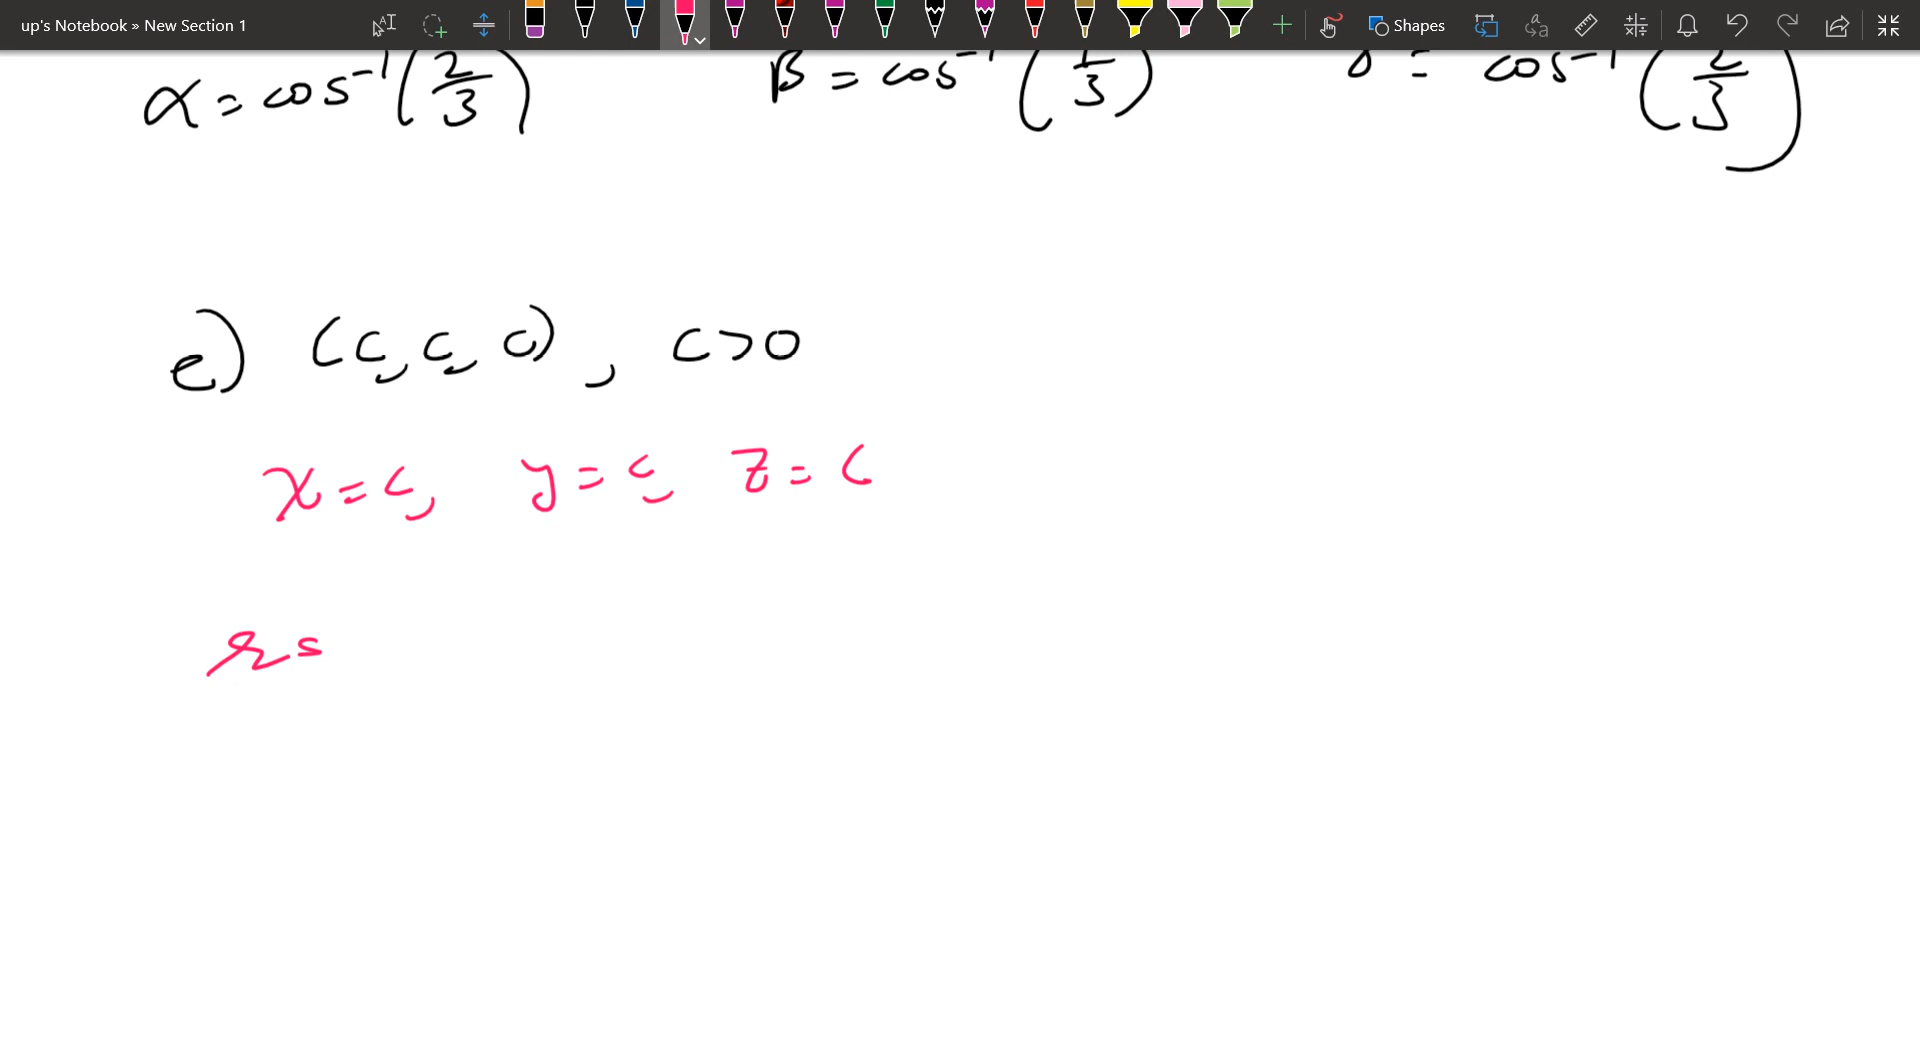 up's Notebook » New Section 1
Shapes
α = cos⁻¹(2/3) β = cos⁻¹(1/3) = cos⁻¹(2/3)
e) (c, c, c), c>0
x = c, y = c, z = c
r =